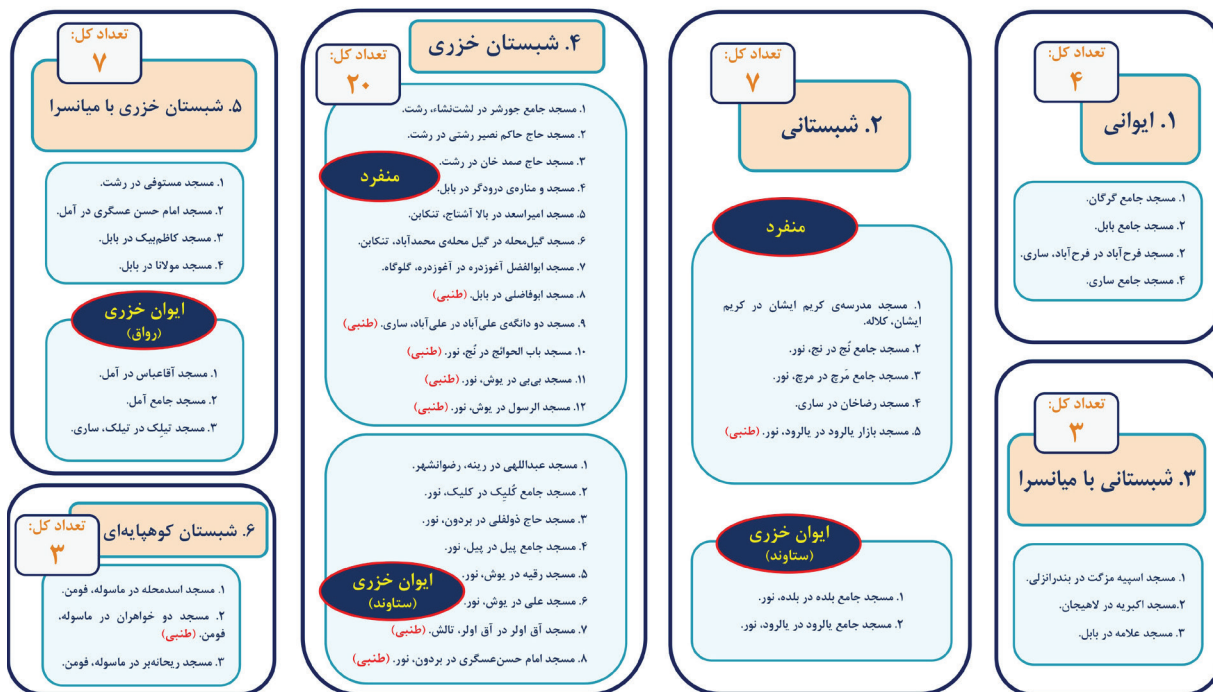 تعداد کل:
۴
۱. ایوانی
۱. مسجد جامع گرگان.
۲. مسجد جامع بابل.
۲. مسجد فرح‌آباد در فرح‌آباد، ساری.
۴. مسجد جامع ساری.
تعداد کل:
۷
۲. شبستانی
منفرد
۱. مسجد مدرسه‌ی کریم ایشان در کریم
ایشان، کلاله.
۲. مسجد جامع نُج در نج، نور.
۳. مسجد جامع مَرچ در مرچ، نور.
۴. مسجد رضاخان در ساری.
۵. مسجد بازار یالرود در یالرود، نور. (طنبی)
ایوان خزری
(ستاوند)
۱. مسجد جامع بلده در بلده، نور.
۲. مسجد جامع یالرود در یالرود، نور.
تعداد کل:
۳
۳. شبستانی با میانسرا
۱. مسجد اسپیه مزگت در بندرانزلی.
۲.مسجد اکبریه در لاهیجان.
۳. مسجد علامه در بابل.
۴. شبستان خزری
تعداد کل:
۲۰
۱. مسجد جامع جورشر در لشت‌نشاء، رشت.
۲. مسجد حاج حاکم نصیر رشتی در رشت.
۳. مسجد حاج صمد خان در رشت.
منفرد
۴. مسجد و مناره‌ی درودگر در بابل.
۵. مسجد امیراسعد در بالا آشتاج، تنکابن.
۶. مسجد گیل‌محله در گیل محله‌ی محمدآباد، تنکابن.
۷. مسجد ابوالفضل آغوزدره در آغوزدره، گلوگاه.
۸. مسجد ابوفاضلی در بابل. (طنبی)
۹. مسجد دو دانگه‌ی علی‌آباد در علی‌آباد، ساری. (طنبی)
۱۰. مسجد باب الحوائج در نُج، نور. (طنبی)
۱۱. مسجد بی‌بی در یوش، نور. (طنبی)
۱۲. مسجد الرسول در یوش، نور. (طنبی)
۱. مسجد عبداللهی در رینه، رضوانشهر.
۲. مسجد جامع کُلِیک در کلیک، نور.
۳. مسجد حاج ذولفلی در بردون، نور.
۴. مسجد جامع پیل در پیل، نور.
۵. مسجد رقیه در یوش، نور.
ایوان خزری
(ستاوند)
۶. مسجد علی در یوش، نور.
۷. مسجد آق اولر در آق اولر، تالش. (طنبی)
۸. مسجد امام حسن‌عسگری در بردون، نور. (طنبی)
تعداد کل:
۷
۵. شبستان خزری با میانسرا
۱. مسجد مستوفی در رشت.
۲. مسجد امام حسن عسگری در آمل.
۳. مسجد کاظم‌بیک در بابل.
۴. مسجد مولانا در بابل.
ایوان خزری
(رواق)
۱. مسجد آقاعباس در آمل.
۲. مسجد جامع آمل.
۳. مسجد تیلِک در تیلک، ساری.
۶. شبستان کوهپایه‌ای
تعداد کل:
۳
۱. مسجد اسدمحله در ماسوله، فومن.
۲. مسجد دو خواهران در ماسوله،
فومن. (طنبی)
۳. مسجد ریحانه‌بر در ماسوله، فومن.